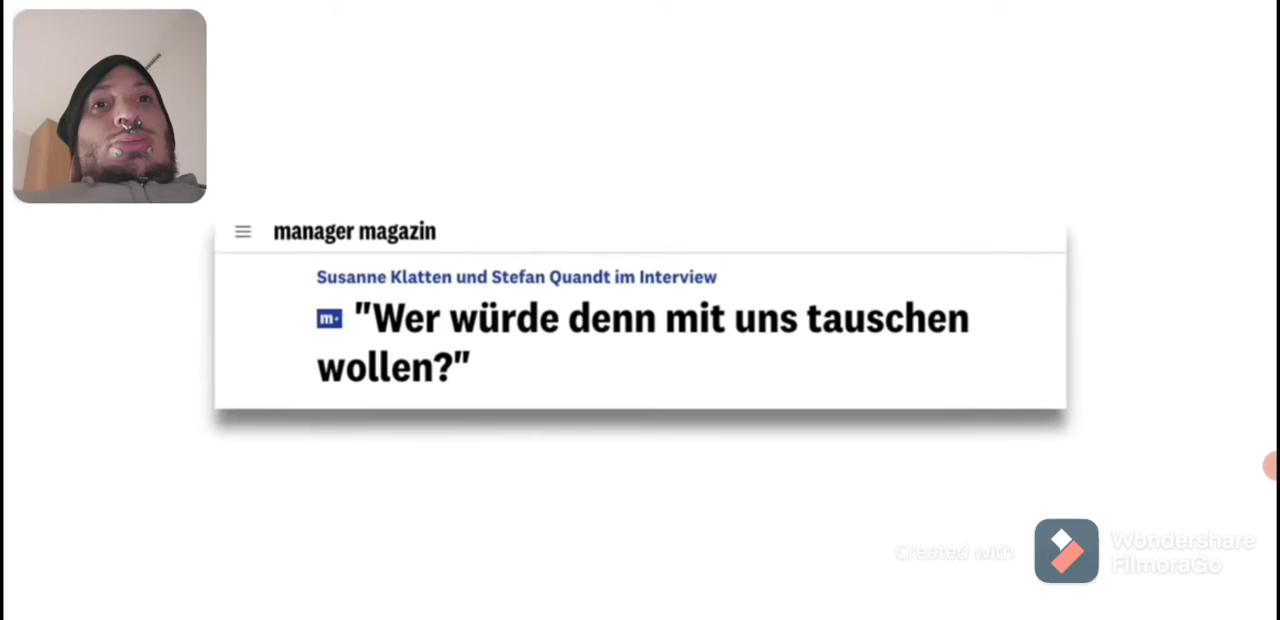 manager magazin
Susanne Klatten und Stefan Quandt im Interview
m+ "Wer würde denn mit uns tauschen
wollen?"
Created with
Wondershare
FilmoraGo